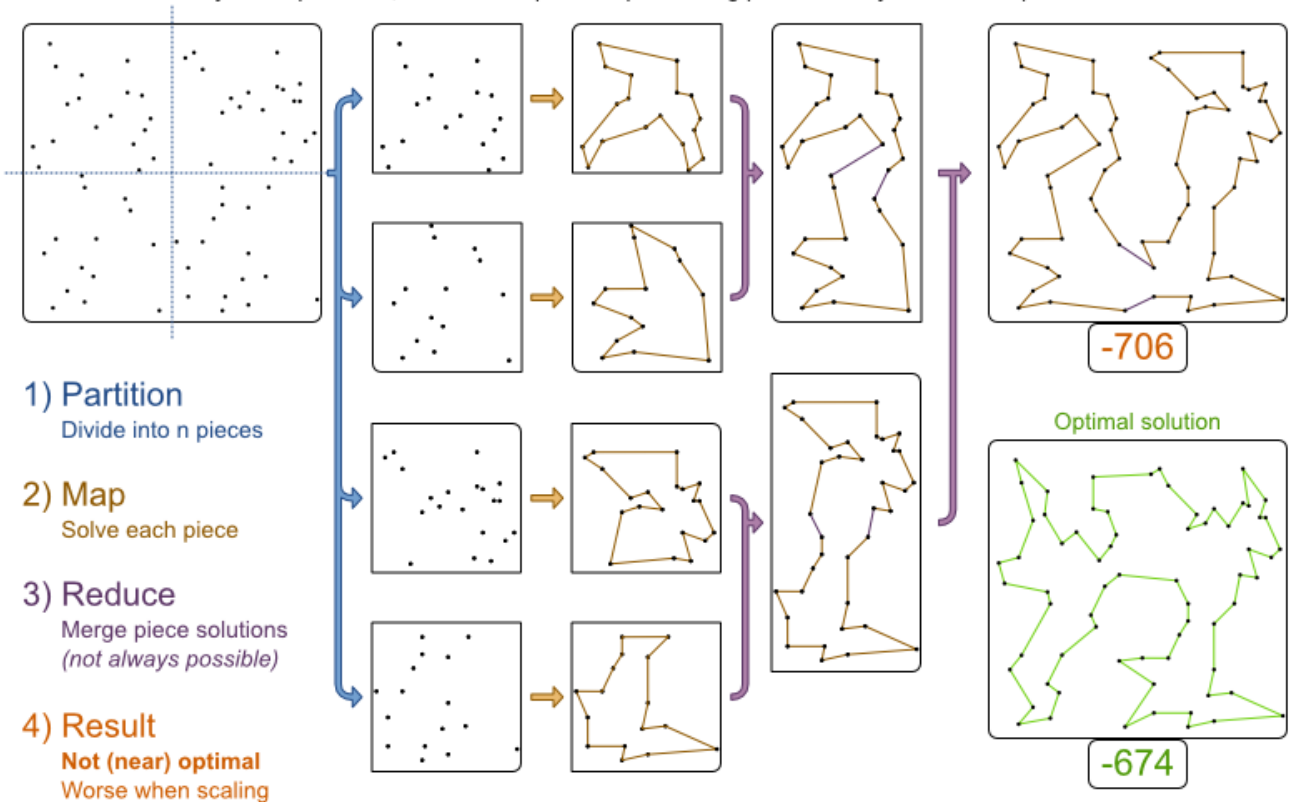 1) Partition
Divide into n pieces
2) Map
Solve each piece
3) Reduce
Merge piece solutions
(not always possible)
4) Result
Not (near) optimal
Worse when scaling
-706
Optimal solution
-674